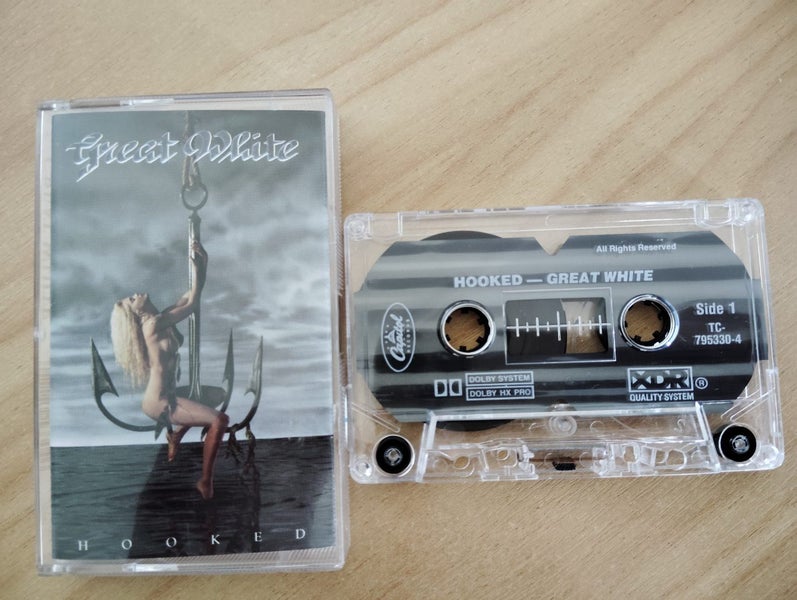 Great White
HOOKED
All Rights Reserved
HOOKED — GREAT WHITE
Capitol
RECORDS
Side 1
TC-
795330-4
DOLBY SYSTEM
DOLBY HX PRO
XDR ®
QUALITY SYSTEM